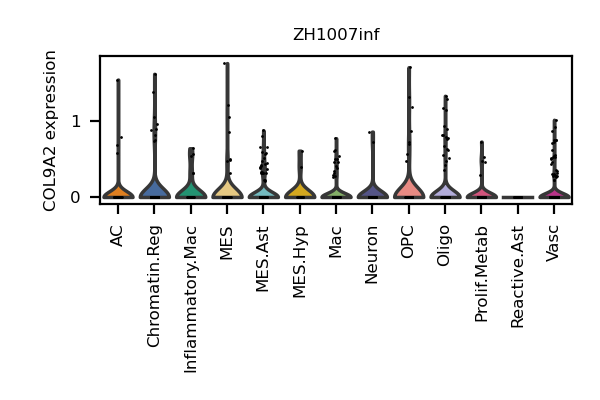 ZH1007inf
COL9A2 expression
1
0
AC
Chromatin.Reg
Inflammatory.Mac
MES
MES.Ast
MES.Hyp
Mac
Neuron
OPC
Oligo
Prolif.Metab
Reactive.Ast
Vasc